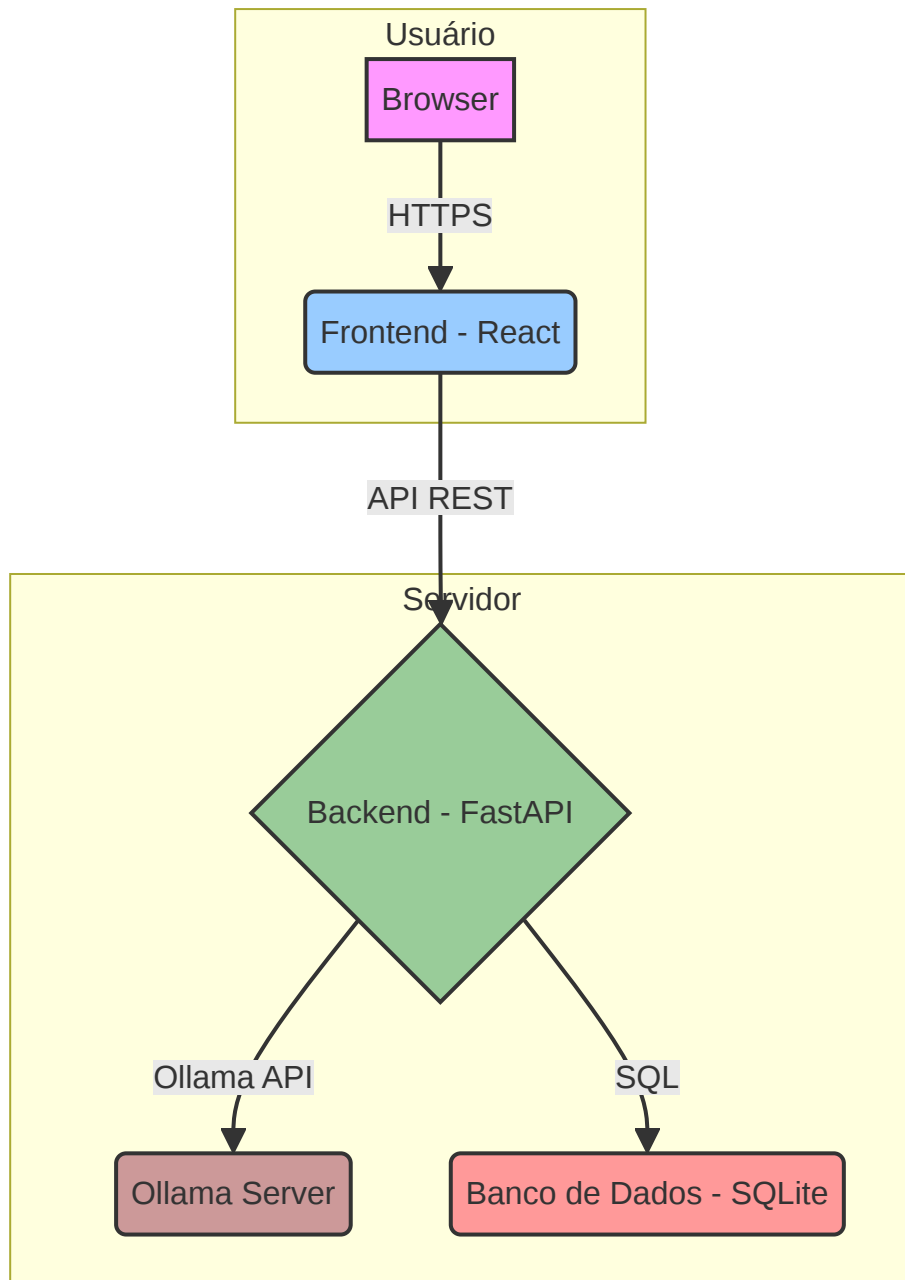 Usuário
Browser
HTTPS
Frontend - React
API REST
Servidor
Backend - FastAPI
Ollama API
SQL
Ollama Server
Banco de Dados - SQLite